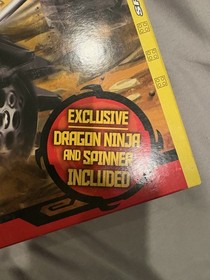 EXCLUSIVE
DRAGON NINJA
AND SPINNER
INCLUDED